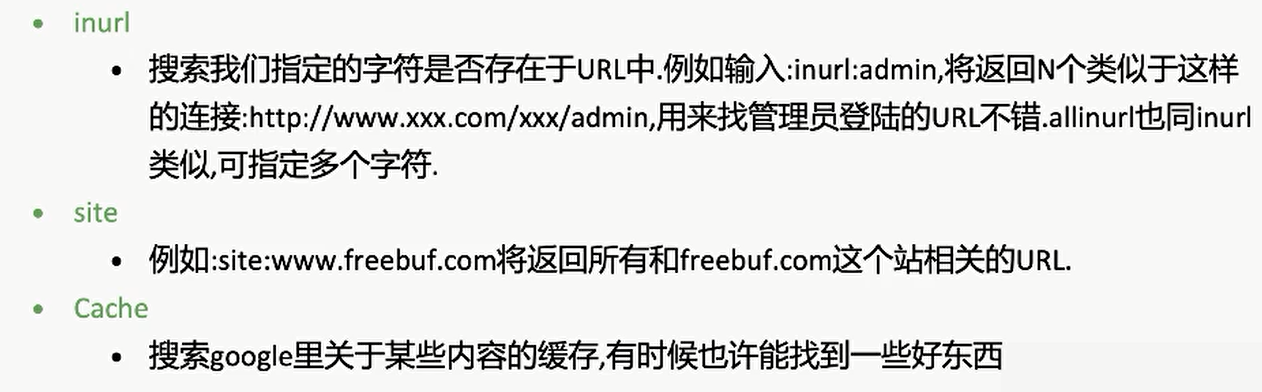 • inurl
• 搜索我们指定的字符是否存在于URL中.例如输入:inurl:admin,将返回N个类似于这样
的连接:http://www.xxx.com/xxx/admin,用来找管理员登陆的URL不错.allinurl也同inurl
类似,可指定多个字符.
• site
• 例如:site:www.freebuf.com将返回所有和freebuf.com这个站相关的URL.
• Cache
• 搜索google里关于某些内容的缓存,有时候也许能找到一些好东西